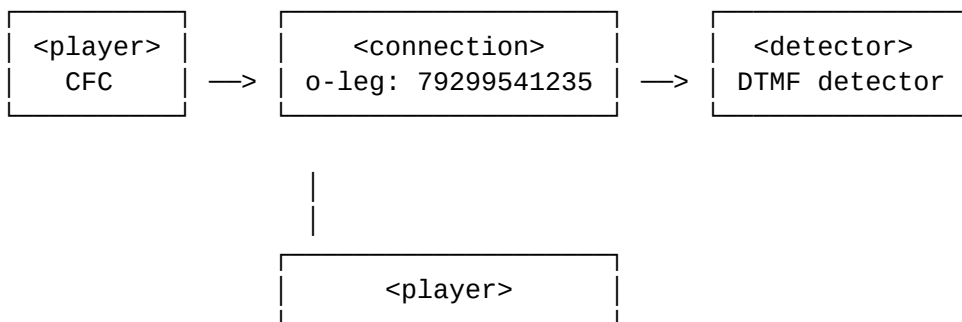 <player> <connection> <detector>
CFC ──> o-leg: 79299541235 ──> DTMF detector
<player>